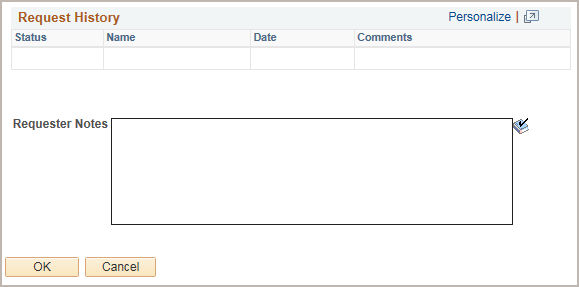 Request History Personalize |
Status Name Date Comments
Requester Notes
OK Cancel